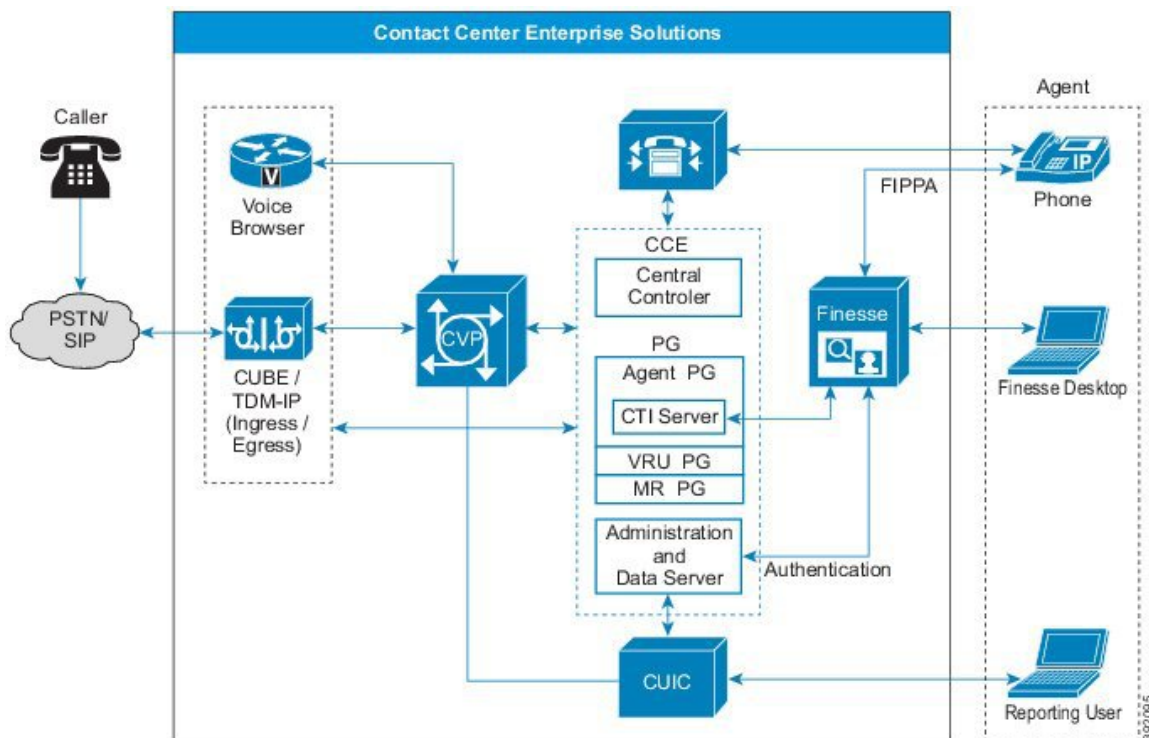 Contact Center Enterprise Solutions
Caller
PSTN/
SIP
V
Voice
Browser
CUBE /
TDM-IP
(Ingress /
Egress)
CVP
CCE
Central
Controler
PG
Agent PG
CTI Server
VRU PG
MR PG
Administration
and
Data Server
CUIC
FIPPA
Finesse
Authentication
Agent
IP
Phone
Finesse Desktop
Reporting User